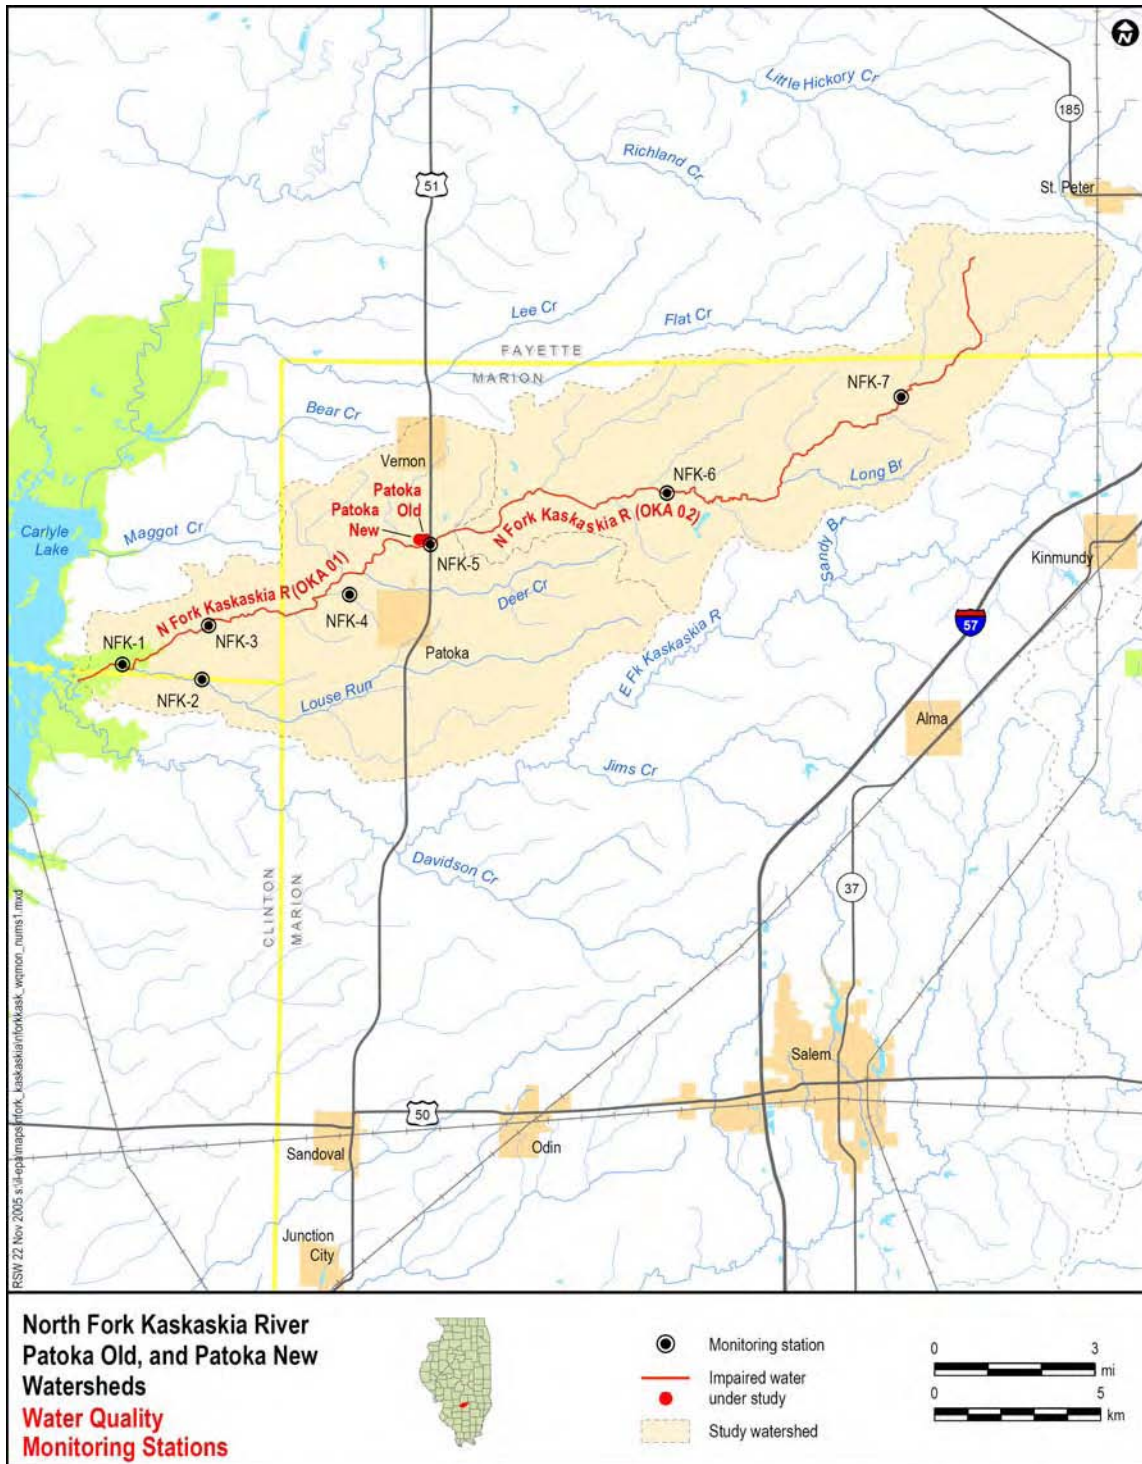 N
Little Hickory Cr
185
Richland Cr
51
St. Peter
Lee Cr
Flat Cr
FAYETTE
MARION
NFK-7
Bear Cr
Vernon
NFK-6
Long Br
Patoka
Old
Patoka
New
N Fork Kaskaskia R (OKA 02)
Carlyle
Lake
Maggot Cr
Sandy B
Kinmundy
NFK-5
N Fork Kaskaskia R (OKA 01)
Deer Cr
NFK-4
57
NFK-1
NFK-3
Patoka
E Fk Kaskaskia R
NFK-2
Louse Run
Alma
Jims Cr
Davidson Cr
37
CLINTON
MARION
Salem
50
Sandoval
Odin
Junction
City
RSW 22 Nov 2005 s:\il-epa\maps\nfork_kaskaskia\nforkkask_wqmon_nums1.mxd
North Fork Kaskaskia River
Patoka Old, and Patoka New
Watersheds
Water Quality
Monitoring Stations
Monitoring station
Impaired water
under study
Study watershed
0 3
mi
0 5
km